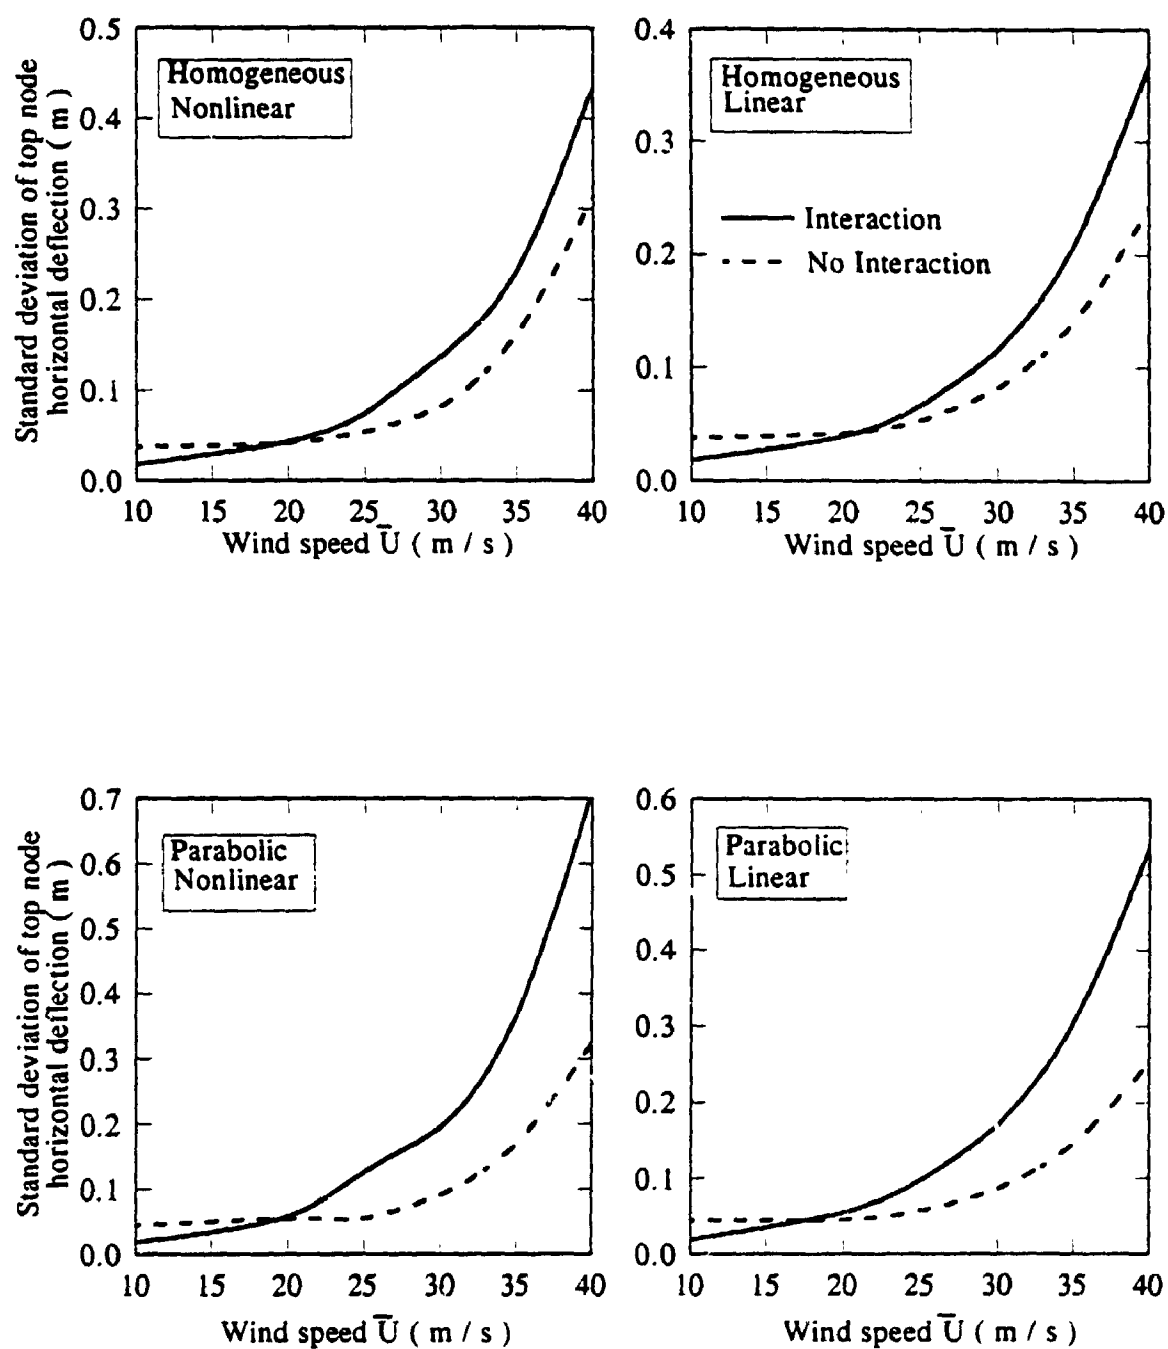 Standard deviation of top node
horizontal deflection ( m )
0.5
0.4
0.3
0.2
0.1
0.0
Homogeneous
Nonlinear
10 15 20 25 30 35 40
Wind speed U̅ ( m / s )
0.4
0.3
0.2
0.1
0.0
Homogeneous
Linear
Interaction
No Interaction
10 15 20 25 30 35 40
Wind speed U̅ ( m / s )
Standard deviation of top node
horizontal deflection ( m )
0.7
0.6
0.5
0.4
0.3
0.2
0.1
0.0
Parabolic
Nonlinear
10 15 20 25 30 35 40
Wind speed U̅ ( m / s )
0.6
0.5
0.4
0.3
0.2
0.1
0.0
Parabolic
Linear
10 15 20 25 30 35 40
Wind speed U̅ ( m / s )